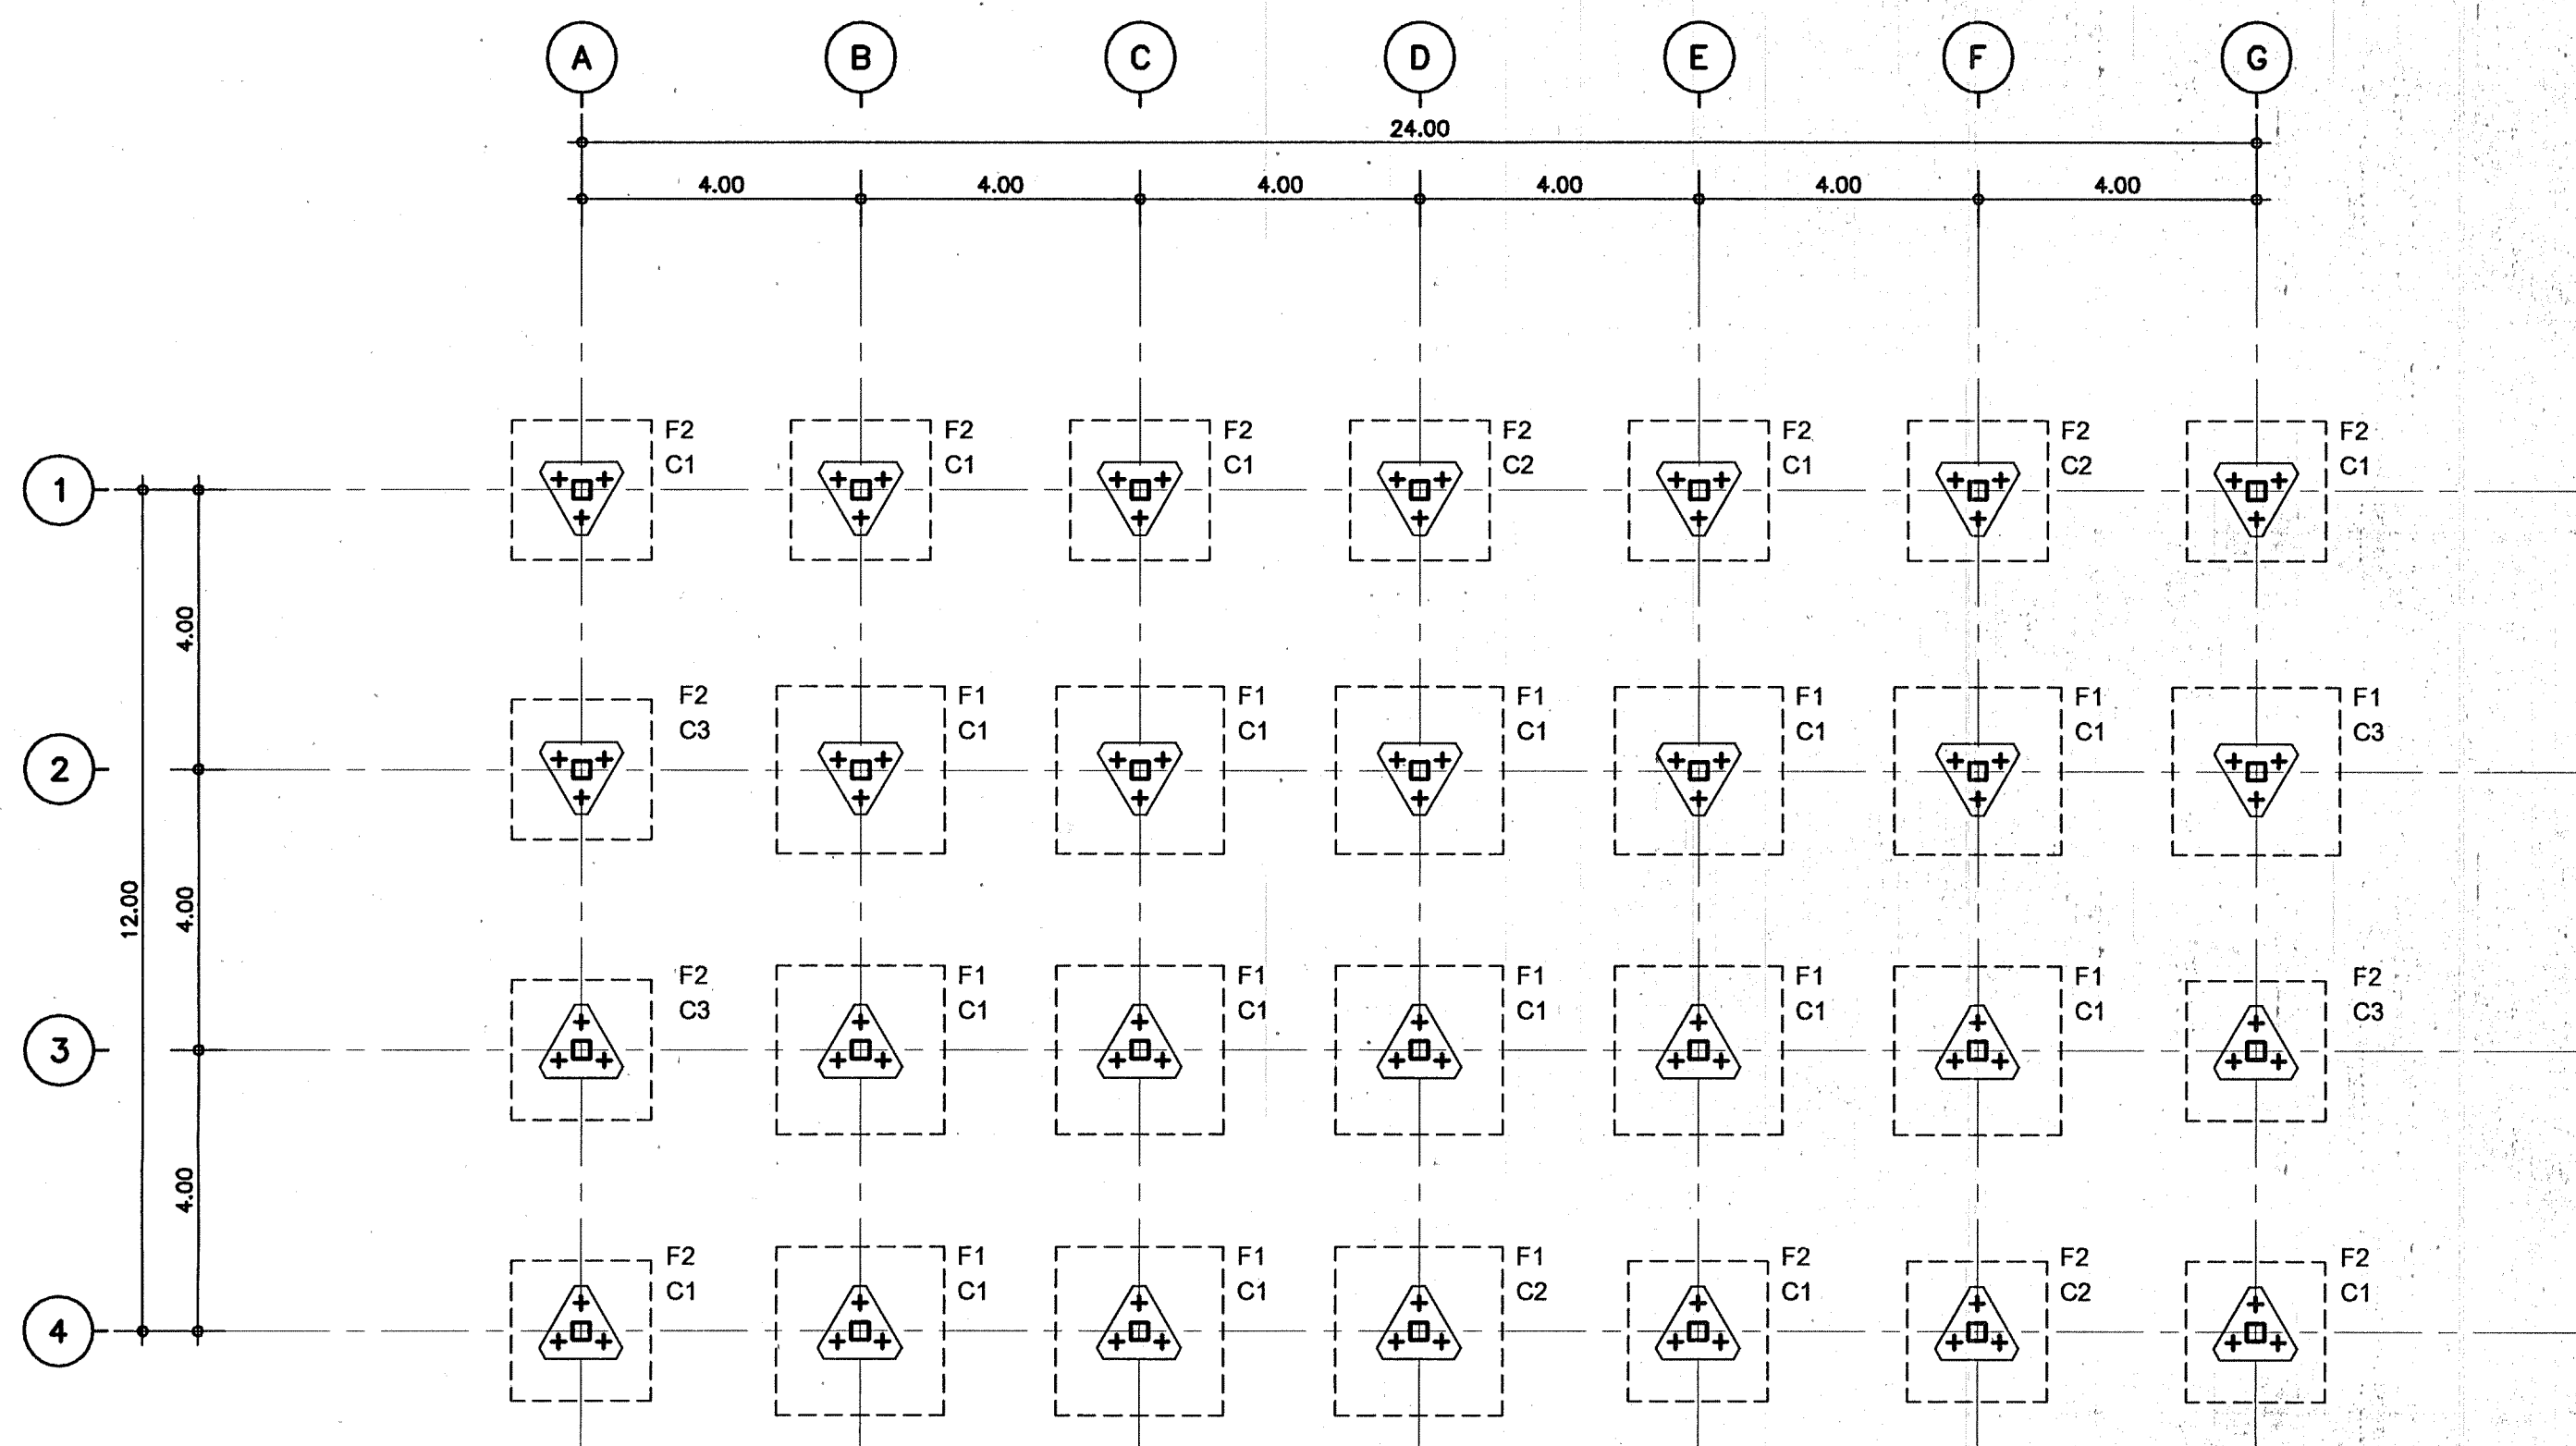 A B C D E F G
24.00
4.00 4.00 4.00 4.00 4.00 4.00
F2 F2 F2 F2 F2 F2 F2
1 C1 C1 C1 C2 C1 C2 C1
4.00
F2 F1 F1 F1 F1 F1 F1
C3 C1 C1 C1 C1 C1 C3
2
12.00 4.00
F2 F1 F1 F1 F1 F1 F2
C3 C1 C1 C1 C1 C1 C3
3
4.00
F2 F1 F1 F1 F2 F2 F2
C1 C1 C1 C2 C1 C2 C1
4